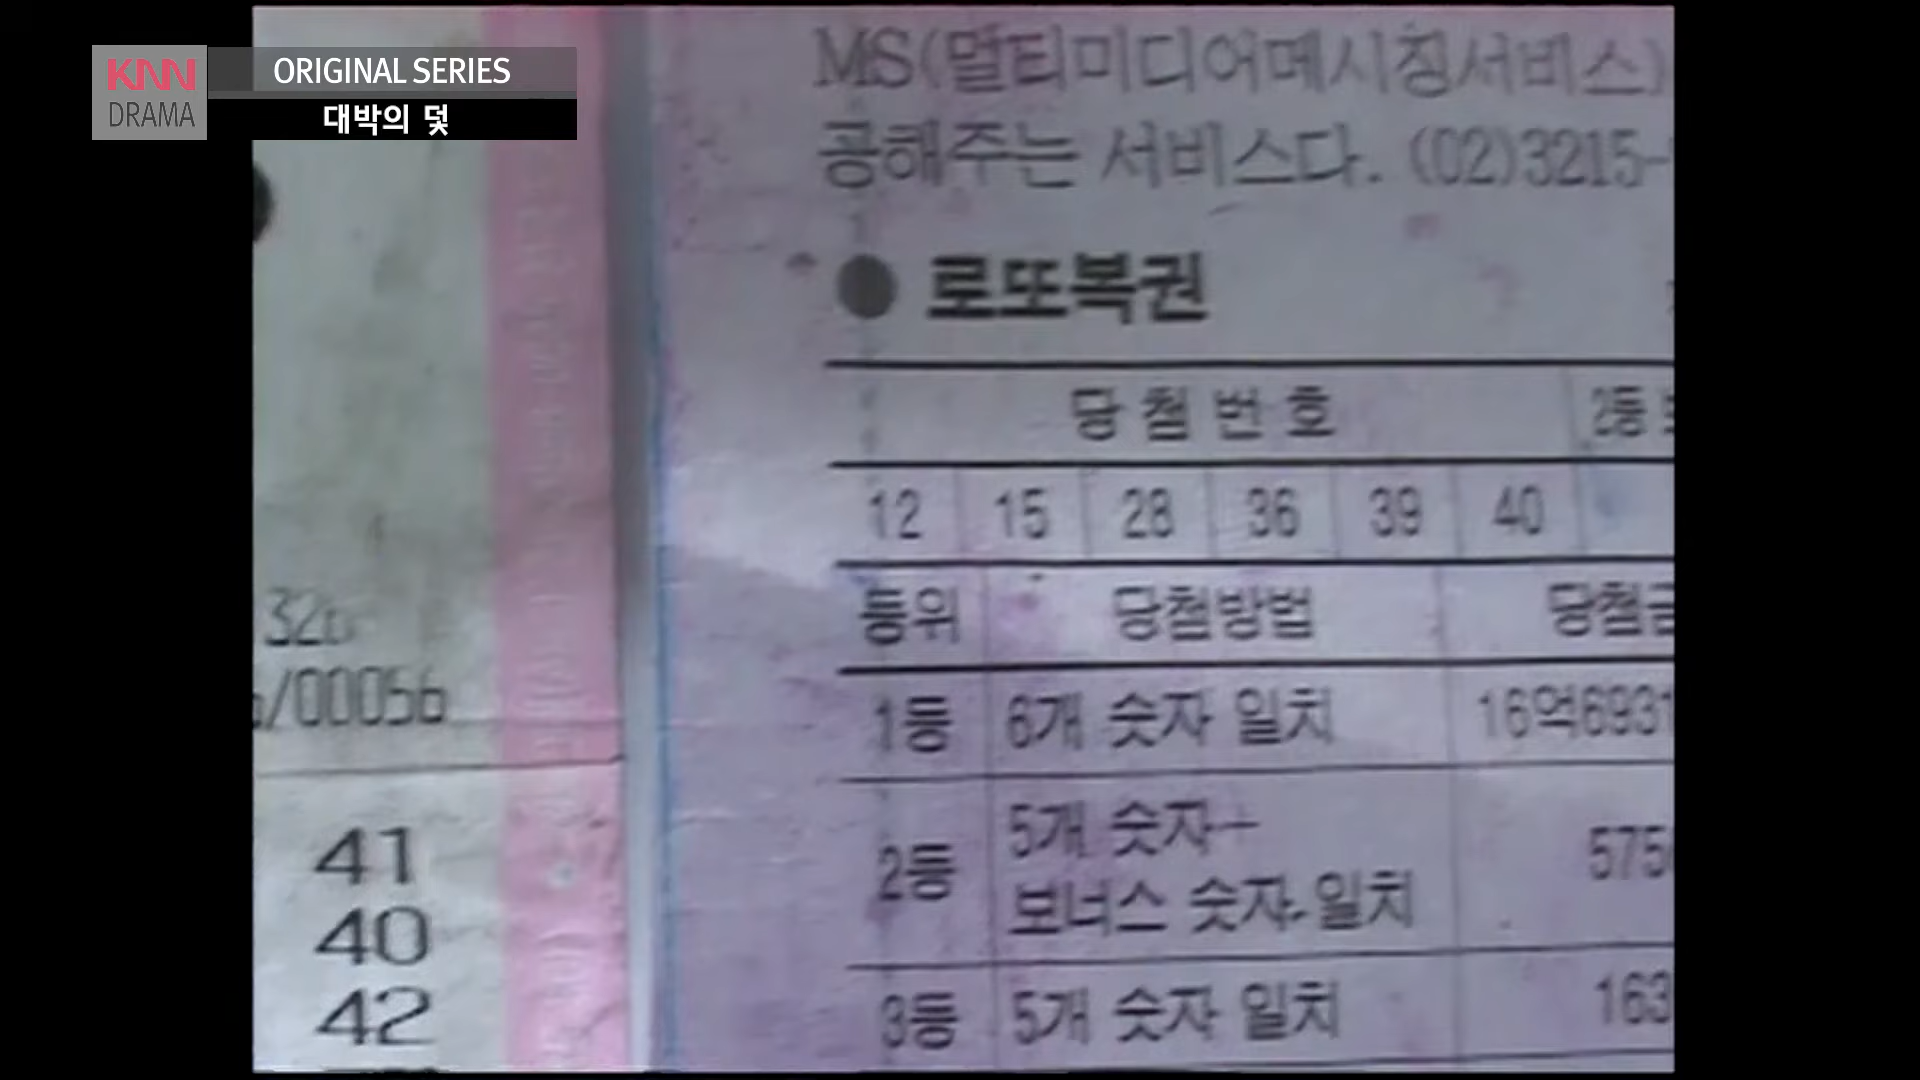 KNN
DRAMA
ORIGINAL SERIES
대박의 덫
MS(멀티미디어메시징서비스)
공해주는 서비스다. (02)3215-
● 로또복권
당첨번호 2등
12 15 28 36 39 40
등위 당첨방법 당첨금
1등 6개 숫자 일치 16억6931
2등 5개 숫자+
보너스 숫자 일치 575
3등 5개 숫자 일치 163
/00056
41
40
42